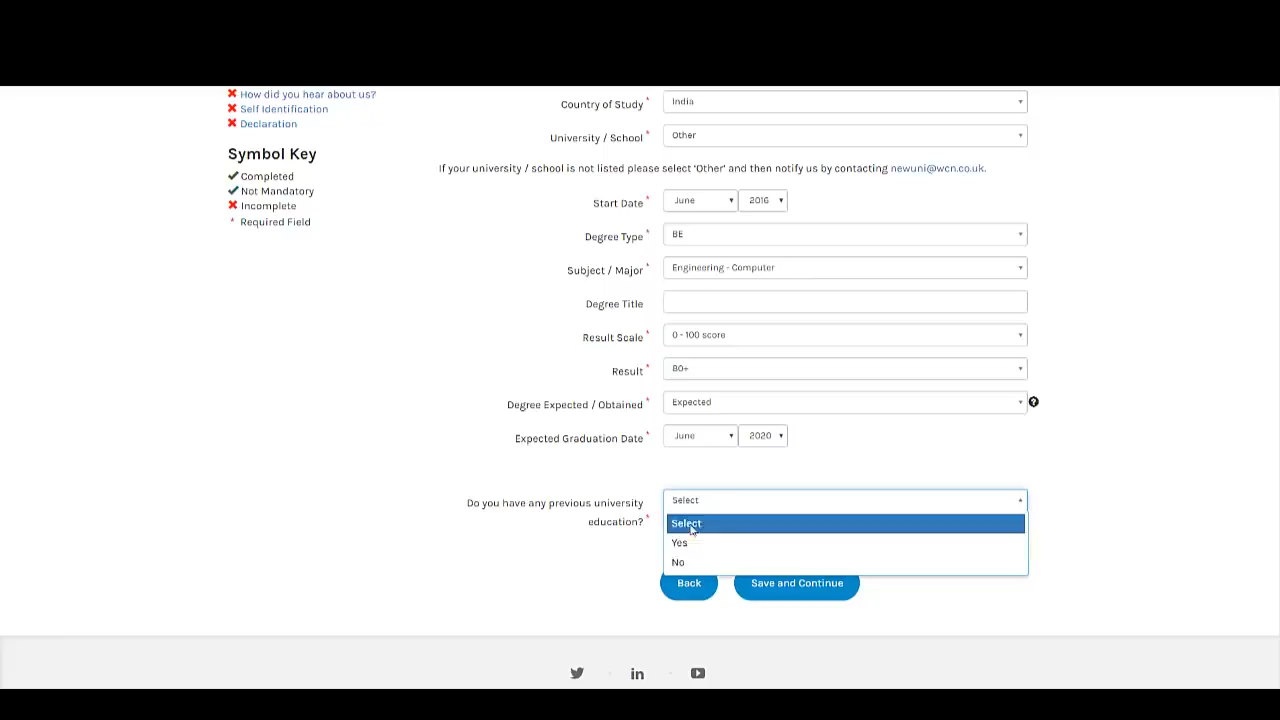 How did you hear about us?
Self Identification
Declaration
Symbol Key
Completed
Not Mandatory
Incomplete
* Required Field
Country of Study * India
University / School * Other
If your university / school is not listed please select 'Other' and then notify us by contacting newuni@wcn.co.uk.
Start Date * June 2016
Degree Type * BE
Subject / Major * Engineering - Computer
Degree Title
Result Scale * 0 - 100 score
Result * 80+
Degree Expected / Obtained * Expected
Expected Graduation Date * June 2020
Do you have any previous university
education? *
Select
Select
Yes
No
Back Save and Continue